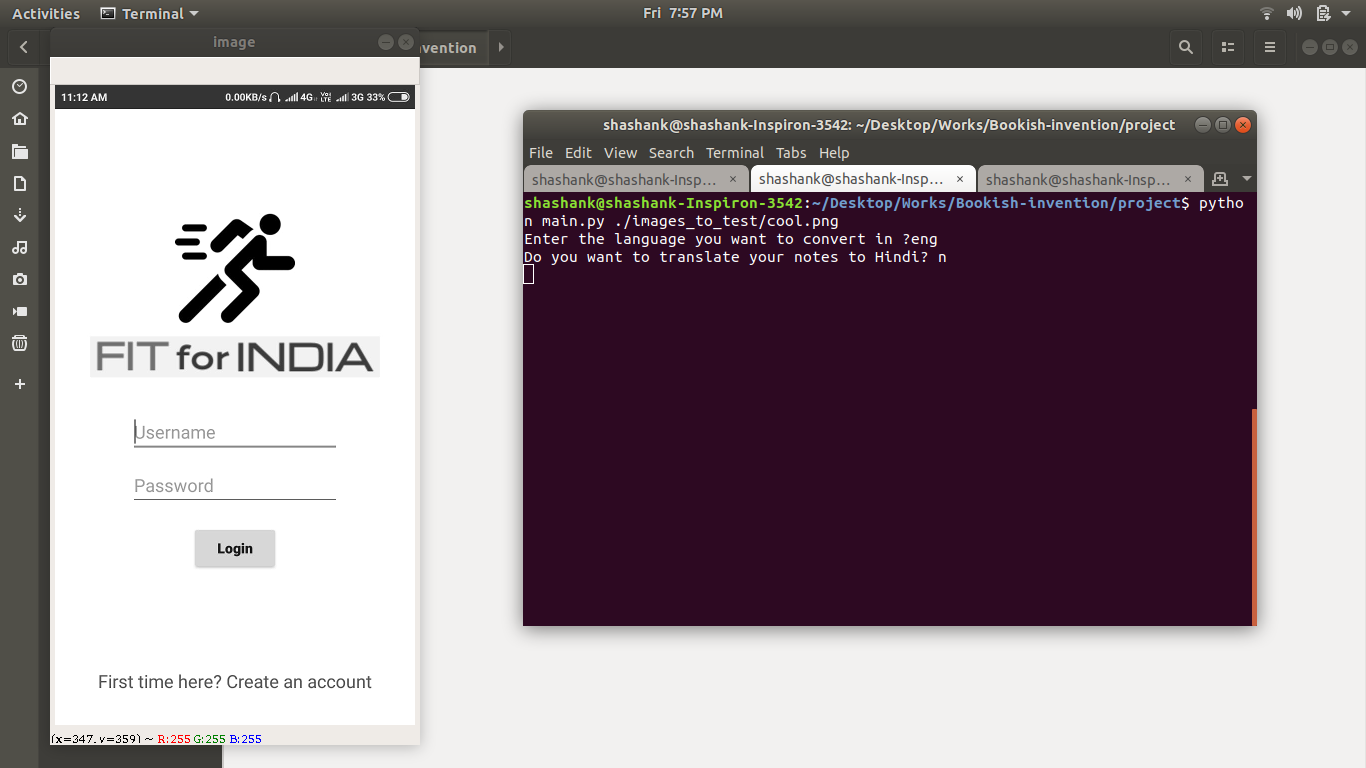 Activities
Terminal
Fri 7:57 PM
image
nvention
11:12 AM
0.00KB/s 4G Vo) LTE 3G 33%
FIT for INDIA
Username
Password
Login
First time here? Create an account
(x=347, y=359) ~ R:255 G:255 B:255
shashank@shashank-Inspiron-3542: ~/Desktop/Works/Bookish-invention/project
File Edit View Search Terminal Tabs Help
shashank@shashank-Insp... × shashank@shashank-Insp... × shashank@shashank-Insp... ×
shashank@shashank-Inspiron-3542:~/Desktop/Works/Bookish-invention/project$ pytho
n main.py ./images_to_test/cool.png
Enter the language you want to convert in ?eng
Do you want to translate your notes to Hindi? n